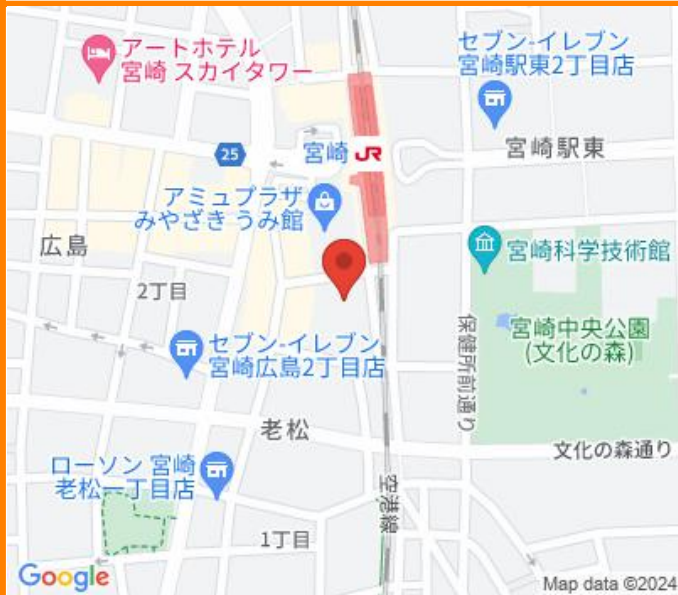 アートホテル
宮崎 スカイタワー
セブン-イレブン
宮崎駅東2丁目店
25
宮崎 JR
宮崎駅東
アミュプラザ
みやざき うみ館
広島
宮崎科学技術館
2丁目
宮崎中央公園
(文化の森)
保健所前通り
セブン-イレブン
宮崎広島2丁目店
老松
文化の森通り
ローソン 宮崎
老松一丁目店
空港線
1丁目
Google
Map data ©2024